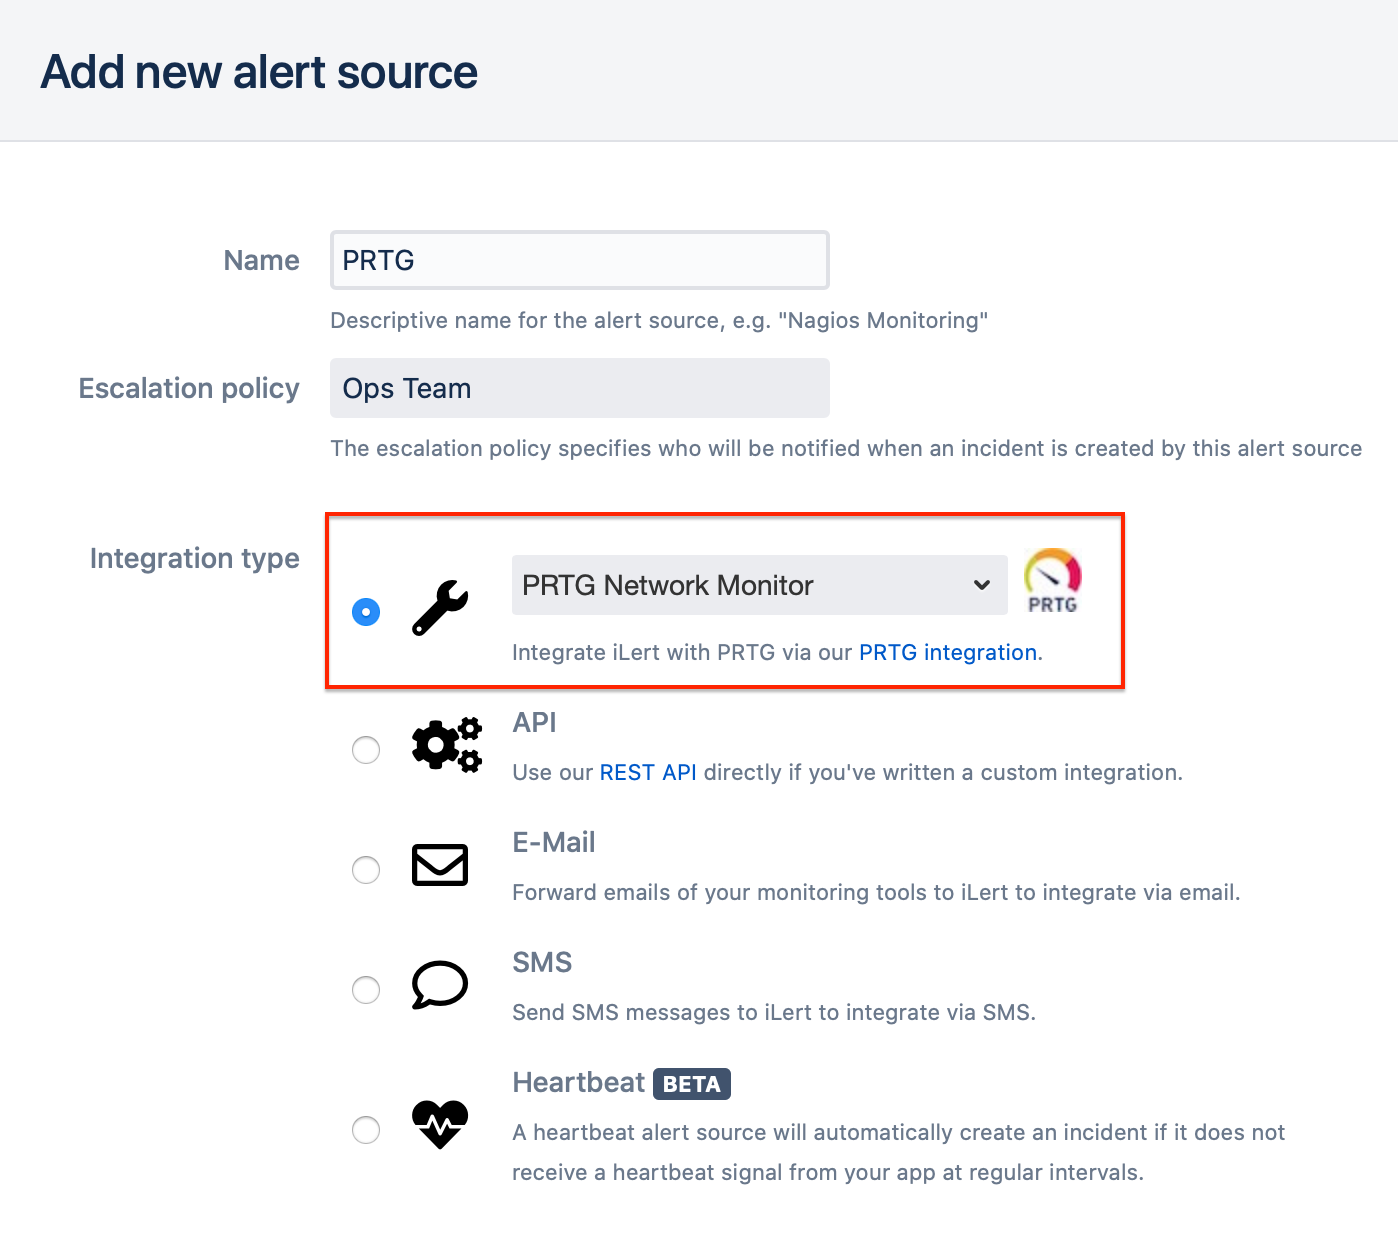 Add new alert source
Name
PRTG
Descriptive name for the alert source, e.g. "Nagios Monitoring"
Escalation policy
Ops Team
The escalation policy specifies who will be notified when an incident is created by this alert source
Integration type
PRTG Network Monitor
PRTG
Integrate iLert with PRTG via our PRTG integration.
API
Use our REST API directly if you've written a custom integration.
E-Mail
Forward emails of your monitoring tools to iLert to integrate via email.
SMS
Send SMS messages to iLert to integrate via SMS.
Heartbeat BETA
A heartbeat alert source will automatically create an incident if it does not
receive a heartbeat signal from your app at regular intervals.